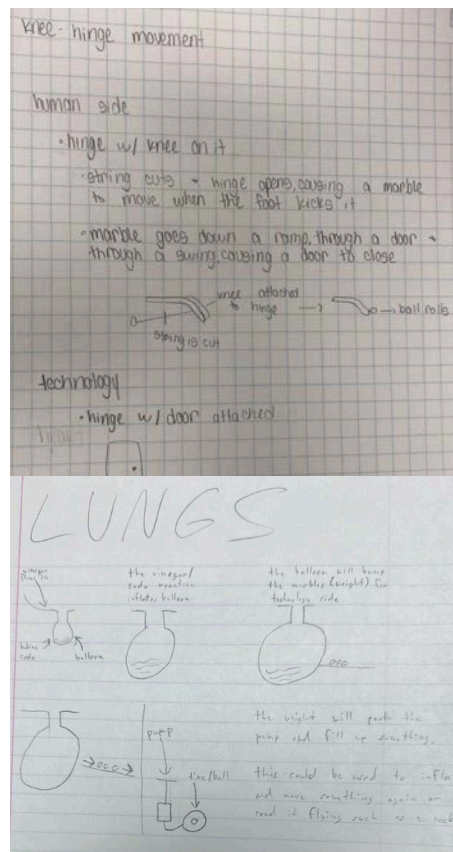 knee - hinge movement
human side
• hinge w/ knee on it
• string cuts + hinge opens, causing a marble
to move when the foot kicks it
• marble goes down a ramp, through a door +
through a swing, causing a door to close
knee attached
to hinge
ball rolls
string is cut
technology
• hinge w/ door attached
LUNGS
vinegar
baking
soda
balloon
the vinegar/
soda reaction
inflates balloon
the balloon will bump
the marbles (weight) for
technology side
pump
tire/ball
the weight will push the
pump and fill up something.
this could be used to
and move something again or
send it flying such as a